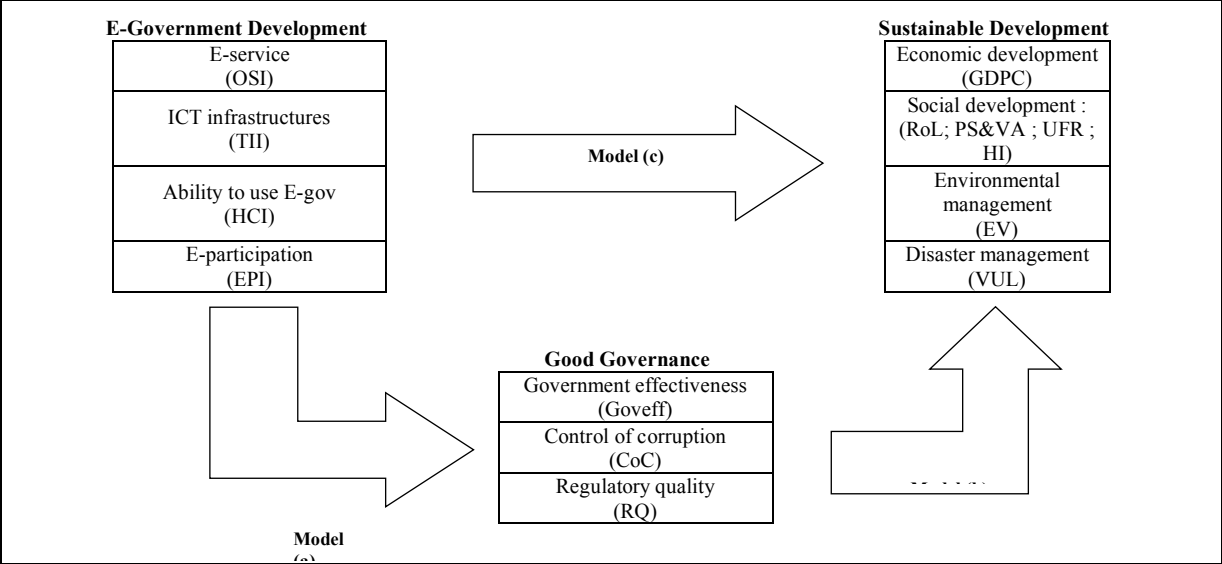 E-Government Development
E-service
(OSI)
ICT infrastructures
(TII)
Ability to use E-gov
(HCI)
E-participation
(EPI)
Model (c)
Sustainable Development
Economic development
(GDPC)
Social development :
(RoL; PS&VA ; UFR ;
HI)
Environmental
management
(EV)
Disaster management
(VUL)
Good Governance
Government effectiveness
(Goveff)
Control of corruption
(CoC)
Regulatory quality
(RQ)
Model